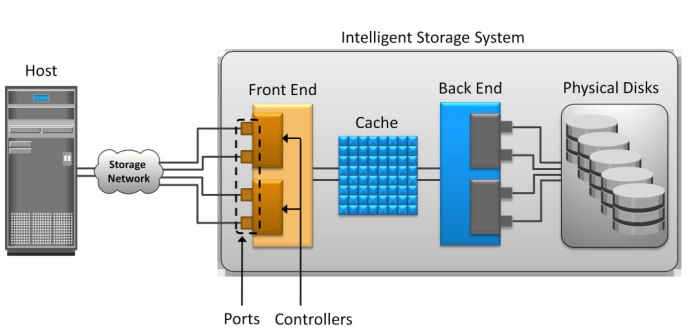 Intelligent Storage System
Host
Front End
Cache
Back End
Physical Disks
Storage
Network
Ports
Controllers